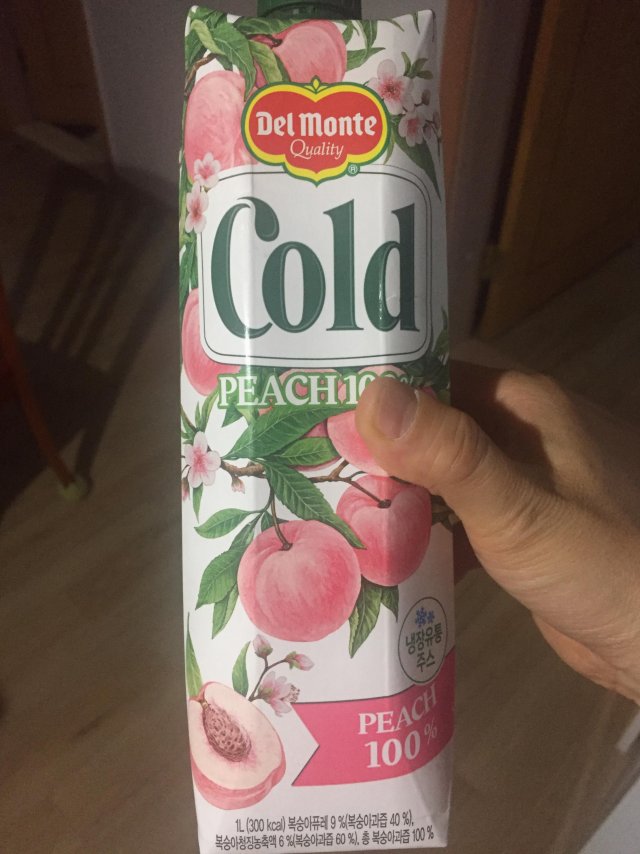 Del Monte
Quality
®
Cold
PEACH 100%
냉장유통
주스
PEACH
100%
1L (300 kcal) 복숭아퓨레 9 %(복숭아과즙 40 %),
복숭아청징농축액 6 %(복숭아과즙 60 %), 총 복숭아과즙 100 %